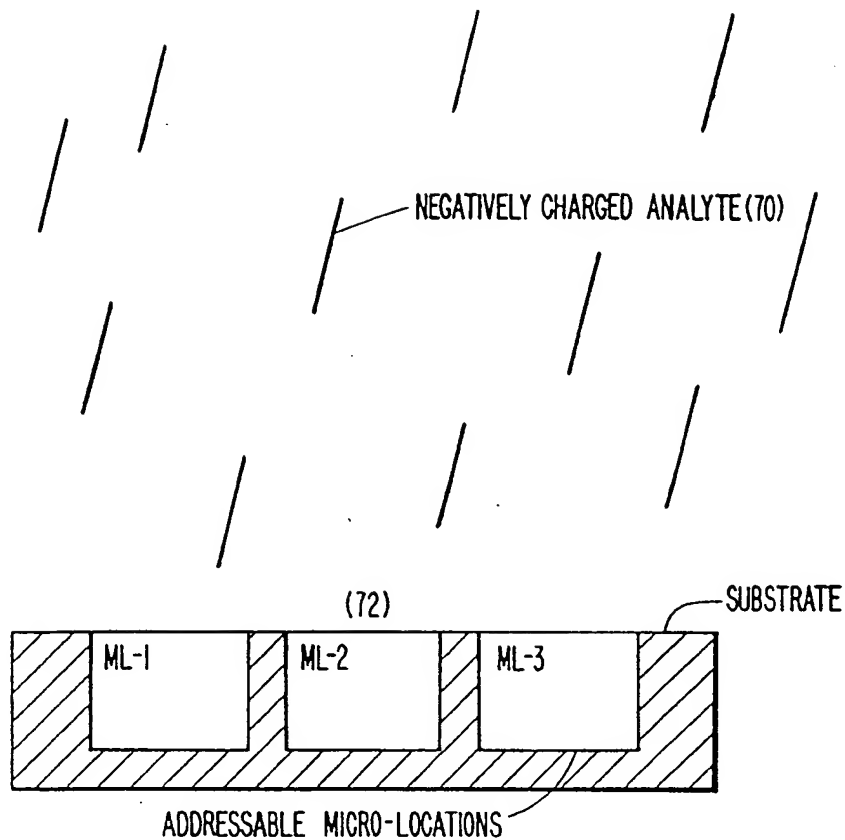 NEGATIVELY CHARGED ANALYTE(70)
(72)
SUBSTRATE
ML-1
ML-2
ML-3
ADDRESSABLE MICRO-LOCATIONS